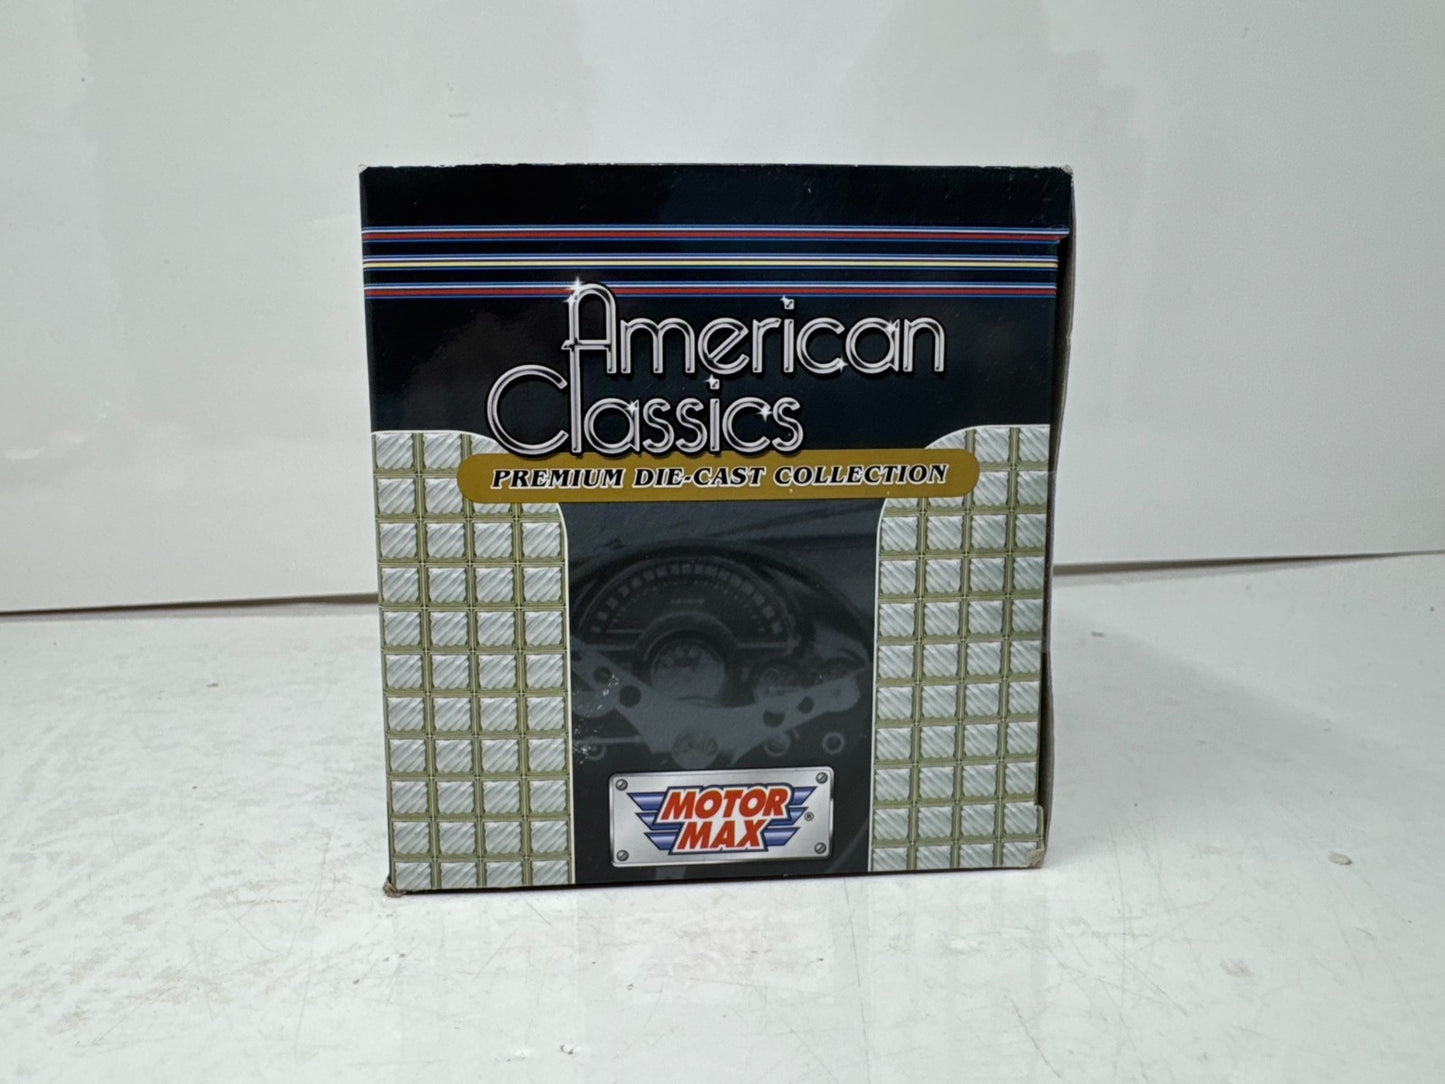 American
Classics
PREMIUM DIE-CAST COLLECTION
MOTOR
MAX ®